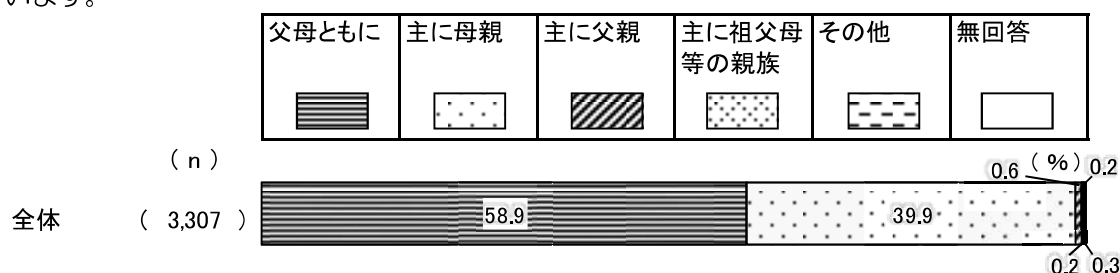 います。
父母ともに 主に母親 主に父親 主に祖父母等の親族 その他 無回答
(n) (%)
0.6 0.2
全体 ( 3,307 ) 58.9 39.9
0.2 0.3